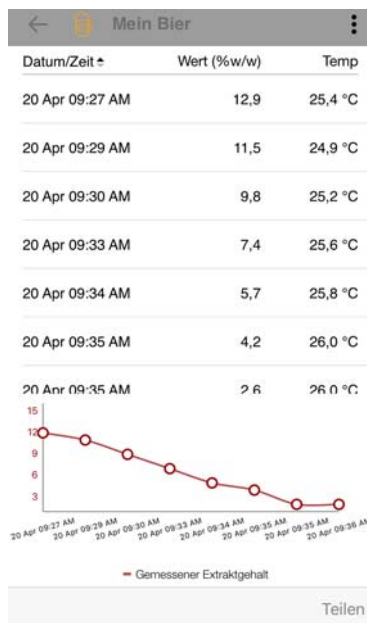 Mein Bier
Datum/Zeit Wert (%w/w) Temp
20 Apr 09:27 AM 12,9 25,4 °C
20 Apr 09:29 AM 11,5 24,9 °C
20 Apr 09:30 AM 9,8 25,2 °C
20 Apr 09:33 AM 7,4 25,6 °C
20 Apr 09:34 AM 5,7 25,8 °C
20 Apr 09:35 AM 4,2 26,0 °C
20 Apr 09:35 AM 2,6 26,0 °C
15
12
9
6
3
20 Apr 09:27 AM
20 Apr 09:29 AM
20 Apr 09:30 AM
20 Apr 09:33 AM
20 Apr 09:34 AM
20 Apr 09:35 AM
20 Apr 09:35 AM
20 Apr 09:36 AM
Gemessener Extraktgehalt
Teilen